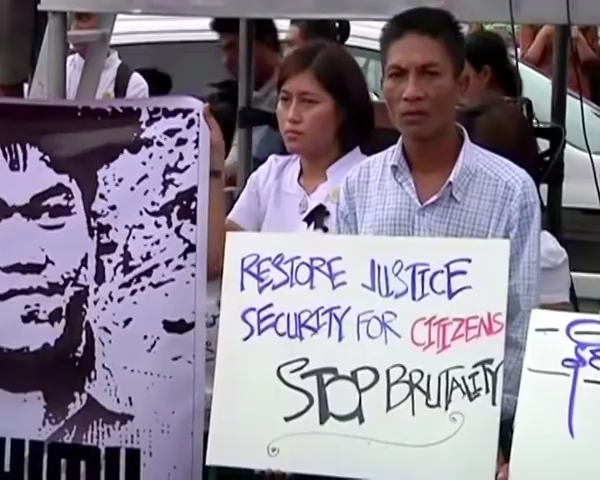 RESTORE JUSTICE
SECURITY FOR CITIZENS
STOP BRUTALITY